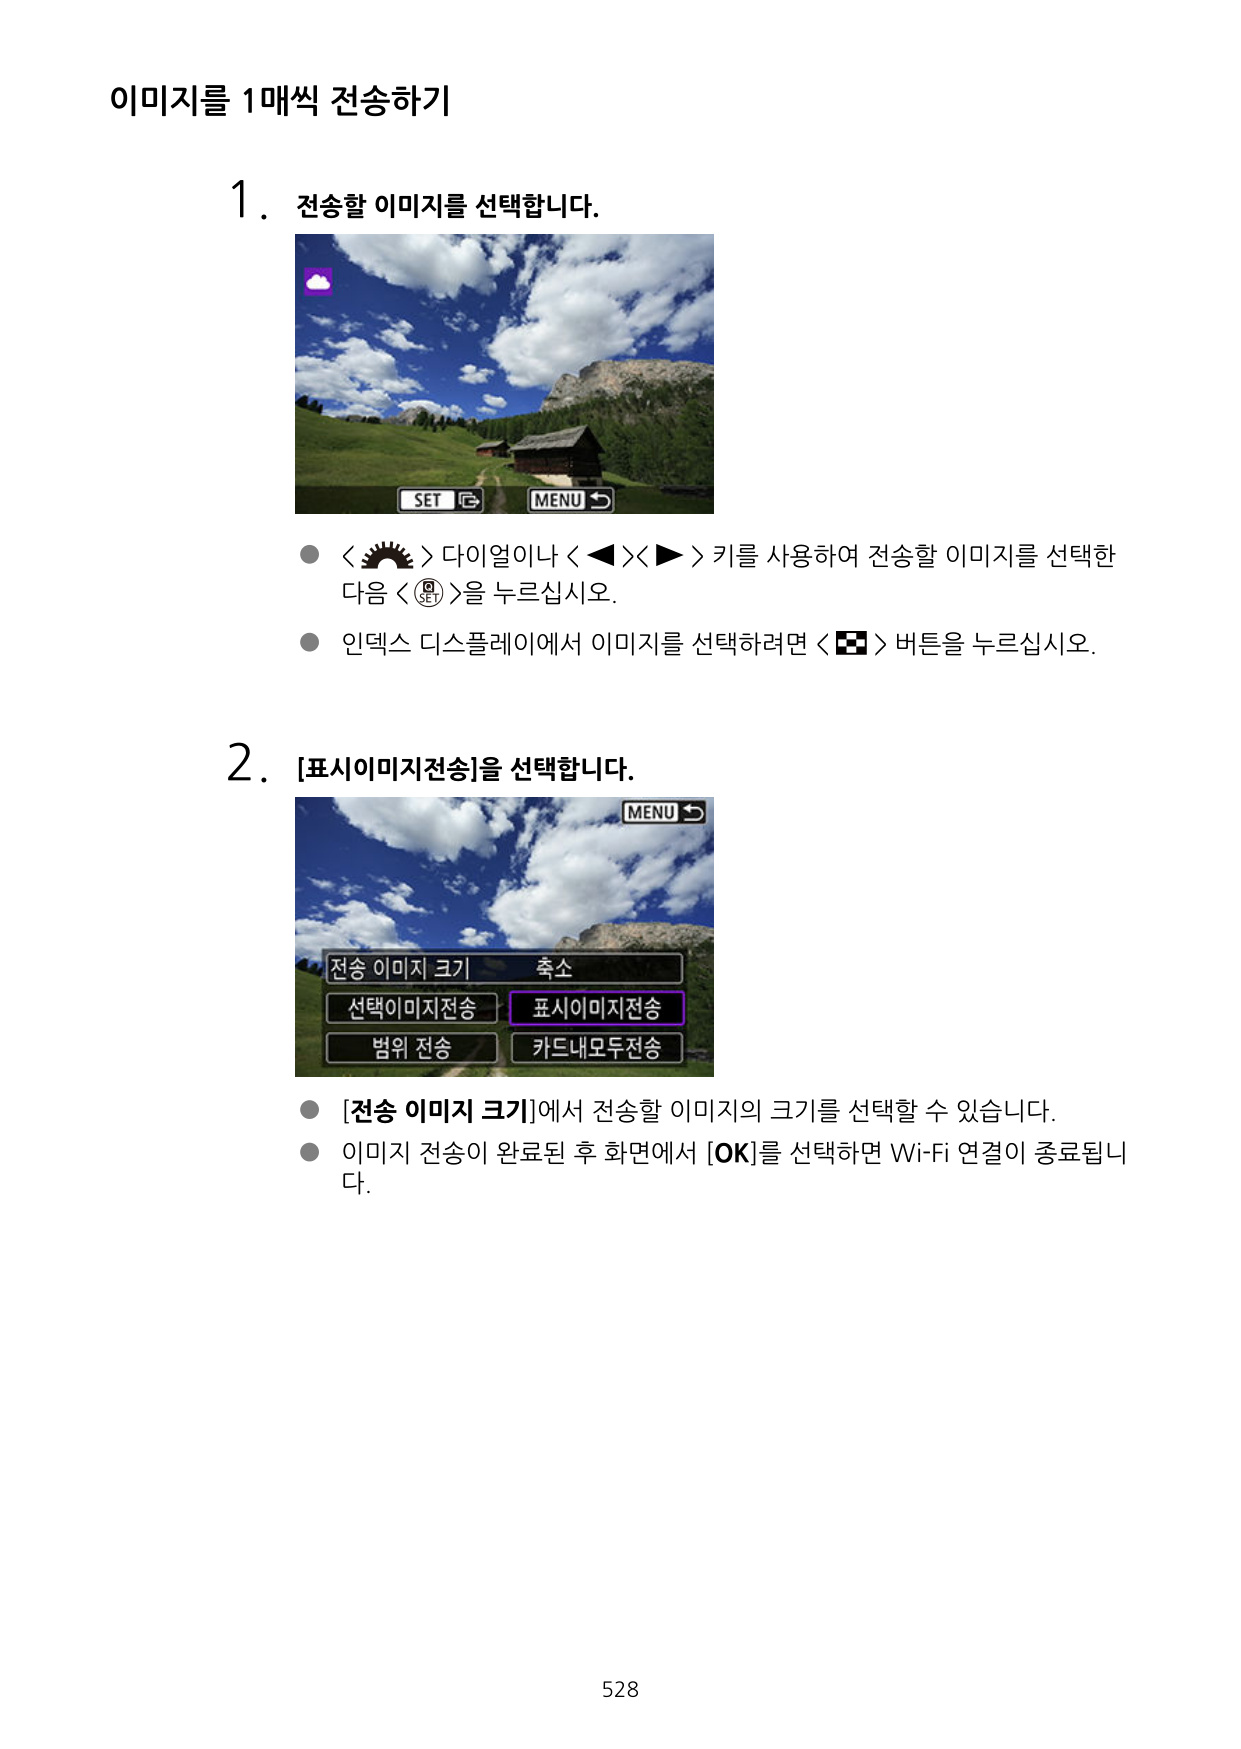 이미지를 1매씩 전송하기
1. 전송할 이미지를 선택합니다.
SET MENU
● < > 다이얼이나 < ◀ >< ▶ > 키를 사용하여 전송할 이미지를 선택한
다음 < Q SET >을 누르십시오.
● 인덱스 디스플레이에서 이미지를 선택하려면 < > 버튼을 누르십시오.
2. [표시이미지전송]을 선택합니다.
MENU
전송 이미지 크기 축소
선택이미지전송 표시이미지전송
범위 전송 카드내모두전송
● [전송 이미지 크기]에서 전송할 이미지의 크기를 선택할 수 있습니다.
● 이미지 전송이 완료된 후 화면에서 [OK]를 선택하면 Wi-Fi 연결이 종료됩니
다.
528